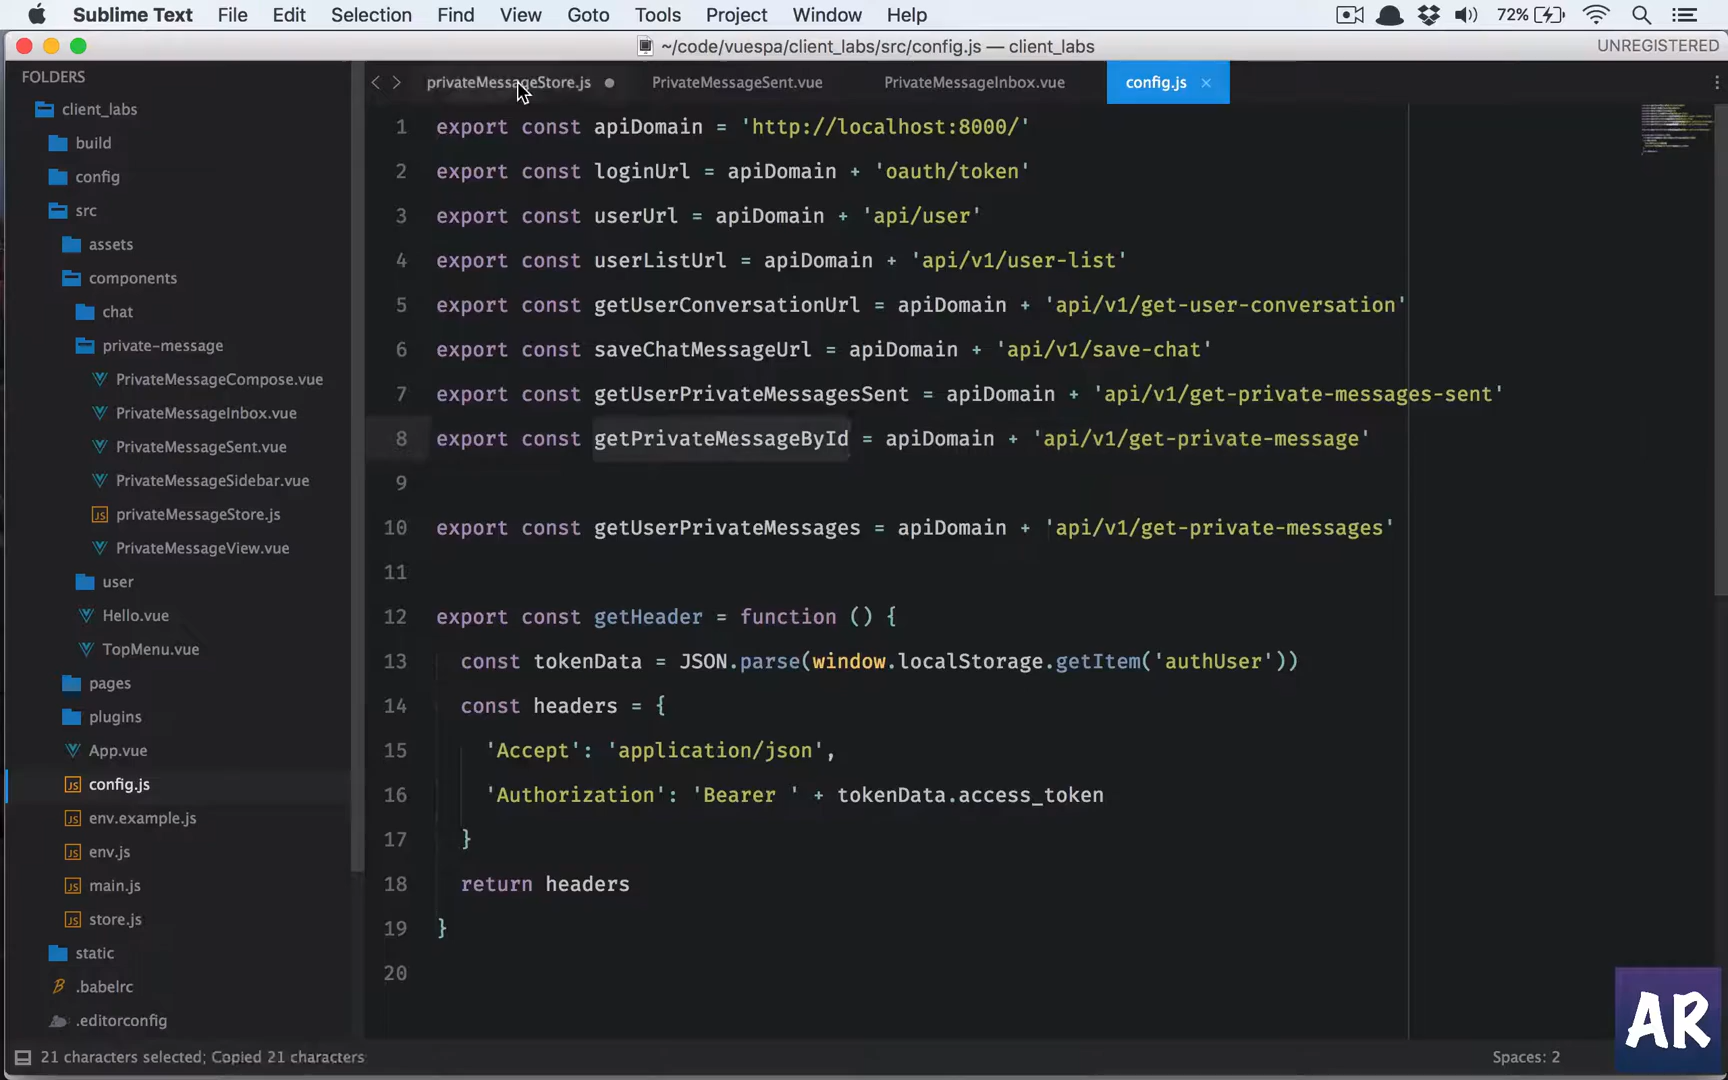 Sublime Text File Edit Selection Find View Goto Tools Project Window Help 72%
~/code/vuespa/client_labs/src/config.js — client_labs UNREGISTERED
FOLDERS
client_labs
build
config
src
assets
components
chat
private-message
PrivateMessageCompose.vue
PrivateMessageInbox.vue
PrivateMessageSent.vue
PrivateMessageSidebar.vue
JS privateMessageStore.js
PrivateMessageView.vue
user
Hello.vue
TopMenu.vue
pages
plugins
App.vue
JS config.js
JS env.example.js
JS env.js
JS main.js
JS store.js
static
.babelrc
.editorconfig
privateMessageStore.js PrivateMessageSent.vue PrivateMessageInbox.vue config.js ×
1 export const apiDomain = 'http://localhost:8000/'
2 export const loginUrl = apiDomain + 'oauth/token'
3 export const userUrl = apiDomain + 'api/user'
4 export const userListUrl = apiDomain + 'api/v1/user-list'
5 export const getUserConversationUrl = apiDomain + 'api/v1/get-user-conversation'
6 export const saveChatMessageUrl = apiDomain + 'api/v1/save-chat'
7 export const getUserPrivateMessagesSent = apiDomain + 'api/v1/get-private-messages-sent'
8 export const getPrivateMessageById = apiDomain + 'api/v1/get-private-message'
9
10 export const getUserPrivateMessages = apiDomain + 'api/v1/get-private-messages'
11
12 export const getHeader = function () {
13 const tokenData = JSON.parse(window.localStorage.getItem('authUser'))
14 const headers = {
15 'Accept': 'application/json',
16 'Authorization': 'Bearer ' + tokenData.access_token
17 }
18 return headers
19 }
20
21 characters selected; Copied 21 characters Spaces: 2
AR